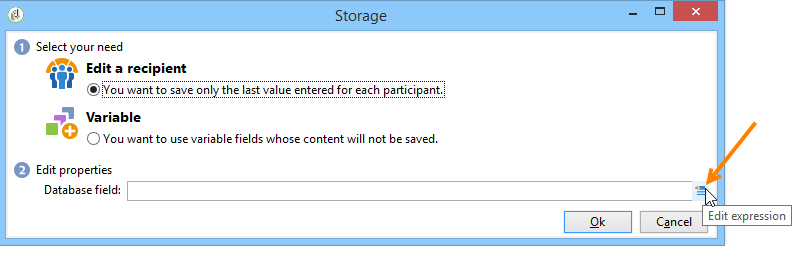 Storage
1 Select your need
Edit a recipient
You want to save only the last value entered for each participant.
Variable
You want to use variable fields whose content will not be saved.
2 Edit properties
Database field:
Ok Cancel
Edit expression